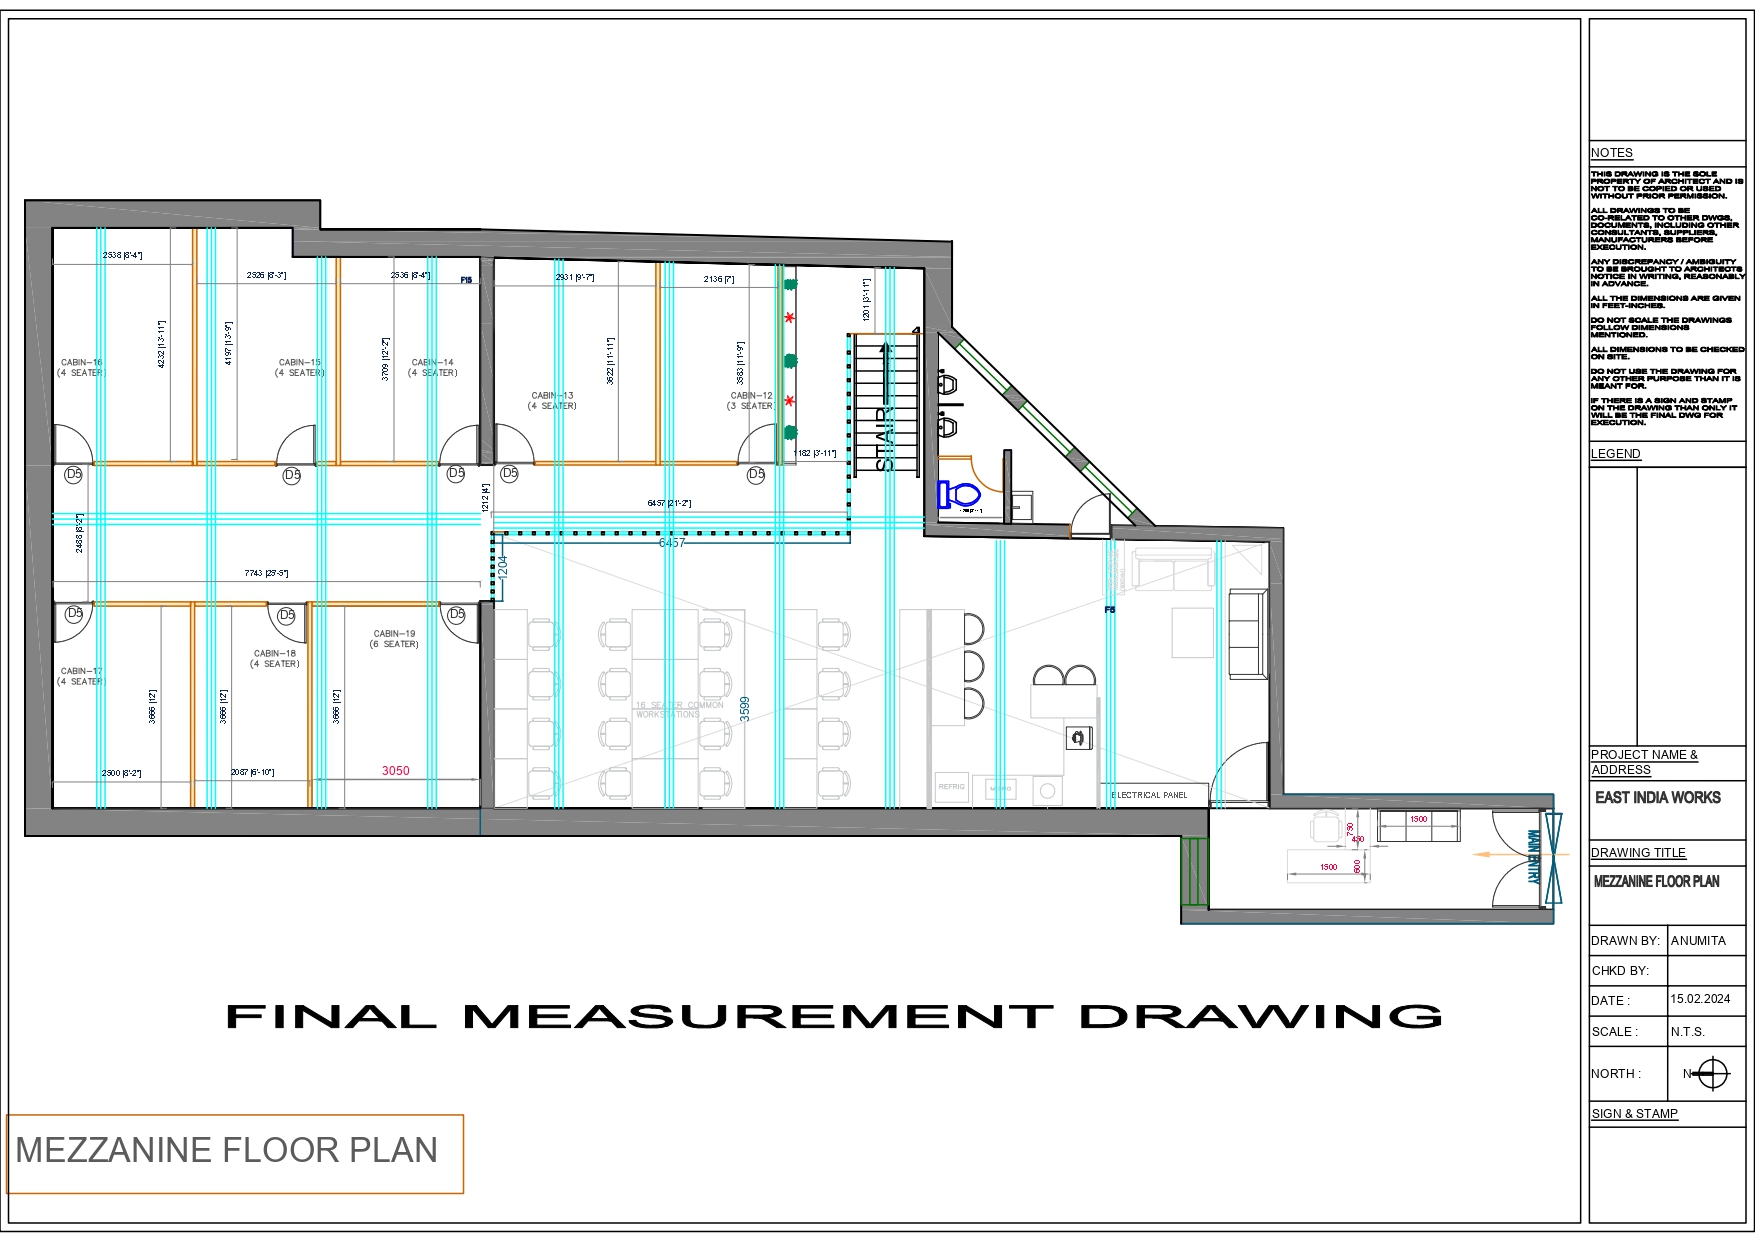 2538 [8'-4"]
2526 [8'-3"]
2536 [8'-4"]
F15
2931 [9'-7"]
2136 [7']
1201 [3'-11"]
4232 [13'-11"]
4197 [13'-9"]
3709 [12'-2"]
3622 [11'-11"]
3583 [11'-9"]
CABIN-16
(4 SEATER)
CABIN-15
(4 SEATER)
CABIN-14
(4 SEATER)
CABIN-13
(4 SEATER)
CABIN-12
(3 SEATER)
STAIR
D5
D5
D5
D5
D5
1182 [3'-11"]
1212 [4']
6457 [21'-2"]
6457
1204
2488 [8'-2"]
7743 [25'-5"]
D5
D5
D5
CABIN-17
(4 SEATER)
CABIN-18
(4 SEATER)
CABIN-19
(6 SEATER)
3666 [12']
3666 [12']
3666 [12']
2500 [8'-2"]
2087 [6'-10"]
3050
16 SEATER COMMON
WORKSTATIONS
3599
F5
REFRIG
MICRO
ELECTRICAL PANEL
750
450
1500
1500
600
MAIN ENTRY
FINAL MEASUREMENT DRAWING
MEZZANINE FLOOR PLAN
NOTES
THIS DRAWING IS THE SOLE
PROPERTY OF ARCHITECT AND IS
NOT TO BE COPIED OR USED
WITHOUT PRIOR PERMISSION.
ALL DRAWINGS TO BE
CO-RELATED TO OTHER DWGS,
DOCUMENTS, INCLUDING OTHER
CONSULTANTS, SUPPLIERS,
MANUFACTURERS BEFORE
EXECUTION.
ANY DISCREPANCY / AMBIGUITY
TO BE BROUGHT TO ARCHITECTS
NOTICE IN WRITING, REASONABLY
IN ADVANCE.
ALL THE DIMENSIONS ARE GIVEN
IN FEET-INCHES.
DO NOT SCALE THE DRAWINGS
FOLLOW DIMENSIONS
MENTIONED.
ALL DIMENSIONS TO BE CHECKED
ON SITE.
DO NOT USE THE DRAWING FOR
ANY OTHER PURPOSE THAN IT IS
MEANT FOR.
IF THERE IS A SIGN AND STAMP
ON THE DRAWING THAN ONLY IT
WILL BE THE FINAL DWG FOR
EXECUTION.
LEGEND
PROJECT NAME &
ADDRESS
EAST INDIA WORKS
DRAWING TITLE
MEZZANINE FLOOR PLAN
DRAWN BY: ANUMITA
CHKD BY:
DATE : 15.02.2024
SCALE : N.T.S.
NORTH : N
SIGN & STAMP